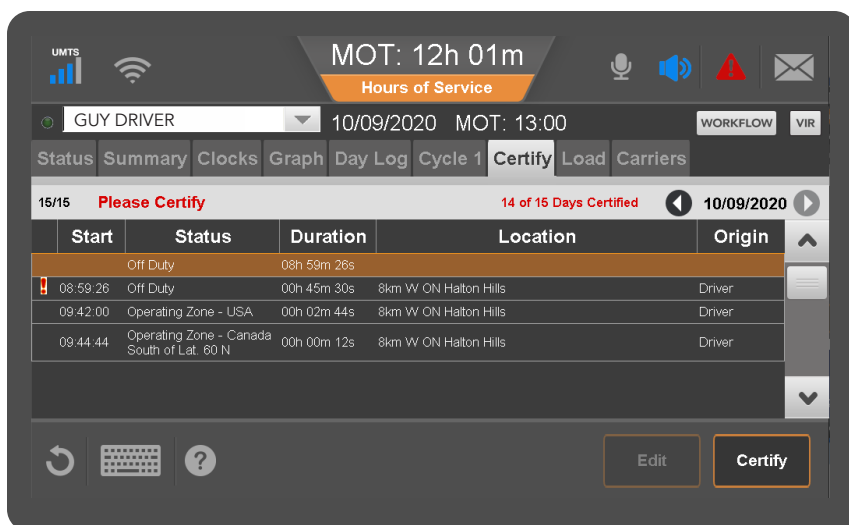 UMTS
MOT: 12h 01m
Hours of Service
GUY DRIVER
10/09/2020 MOT: 13:00
WORKFLOW
VIR
Status Summary Clocks Graph Day Log Cycle 1 Certify Load Carriers
15/15 Please Certify 14 of 15 Days Certified 10/09/2020
Start Status Duration Location Origin
Off Duty 08h 59m 26s
! 08:59:26 Off Duty 00h 45m 30s 8km W ON Halton Hills Driver
09:42:00 Operating Zone - USA 00h 02m 44s 8km W ON Halton Hills Driver
09:44:44 Operating Zone - Canada 00h 00m 12s 8km W ON Halton Hills Driver
South of Lat. 60 N
?
Edit
Certify